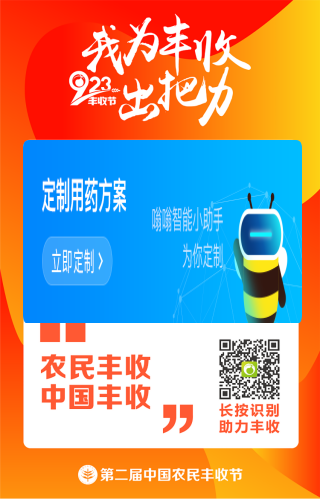 我为丰收
923
丰收节
出把力
定制用药方案
嗡嗡智能小助手
为你定制
立即定制 >
农民丰收
中国丰收
长按识别
助力丰收
第二届中国农民丰收节